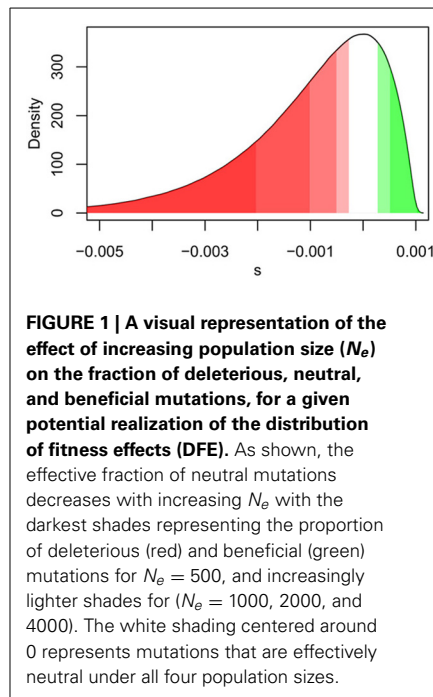 300
200
100
0
Density
−0.005 −0.003 −0.001 0.001
s
FIGURE 1 | A visual representation of the
effect of increasing population size (Ne)
on the fraction of deleterious, neutral,
and beneficial mutations, for a given
potential realization of the distribution
of fitness effects (DFE). As shown, the
effective fraction of neutral mutations
decreases with increasing Ne with the
darkest shades representing the proportion
of deleterious (red) and beneficial (green)
mutations for Ne = 500, and increasingly
lighter shades for (Ne = 1000, 2000, and
4000). The white shading centered around
0 represents mutations that are effectively
neutral under all four population sizes.